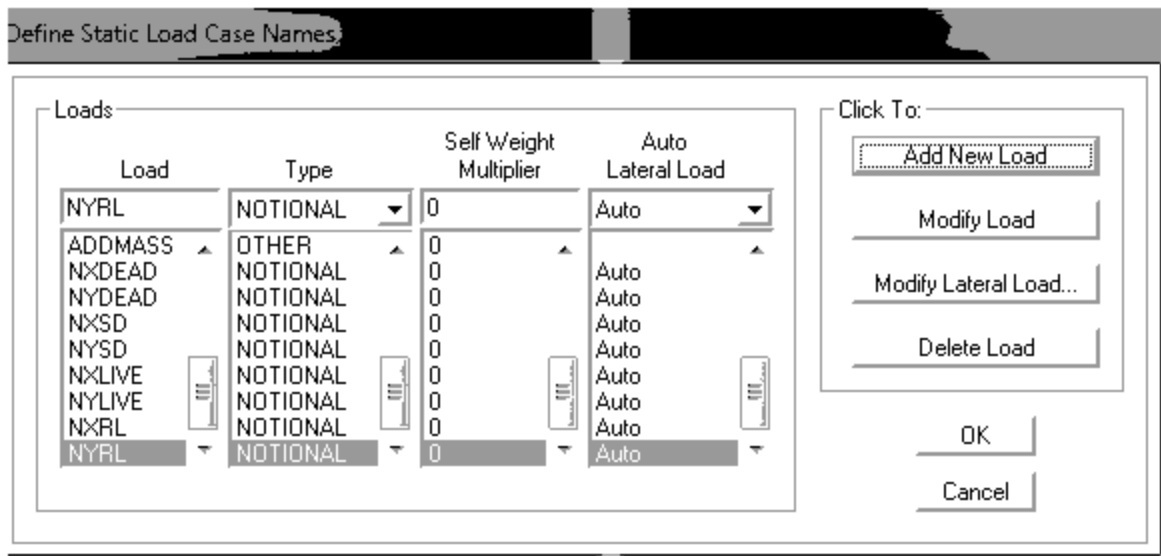 Define Static Load Case Names
Loads
Click To:
Load Type Self Weight Multiplier Auto Lateral Load
NYRL NOTIONAL 0 Auto
ADDMASS OTHER 0
NXDEAD NOTIONAL 0 Auto
NYDEAD NOTIONAL 0 Auto
NXSD NOTIONAL 0 Auto
NYSD NOTIONAL 0 Auto
NXLIVE NOTIONAL 0 Auto
NYLIVE NOTIONAL 0 Auto
NXRL NOTIONAL 0 Auto
NYRL NOTIONAL 0 Auto
Add New Load
Modify Load
Modify Lateral Load...
Delete Load
OK
Cancel